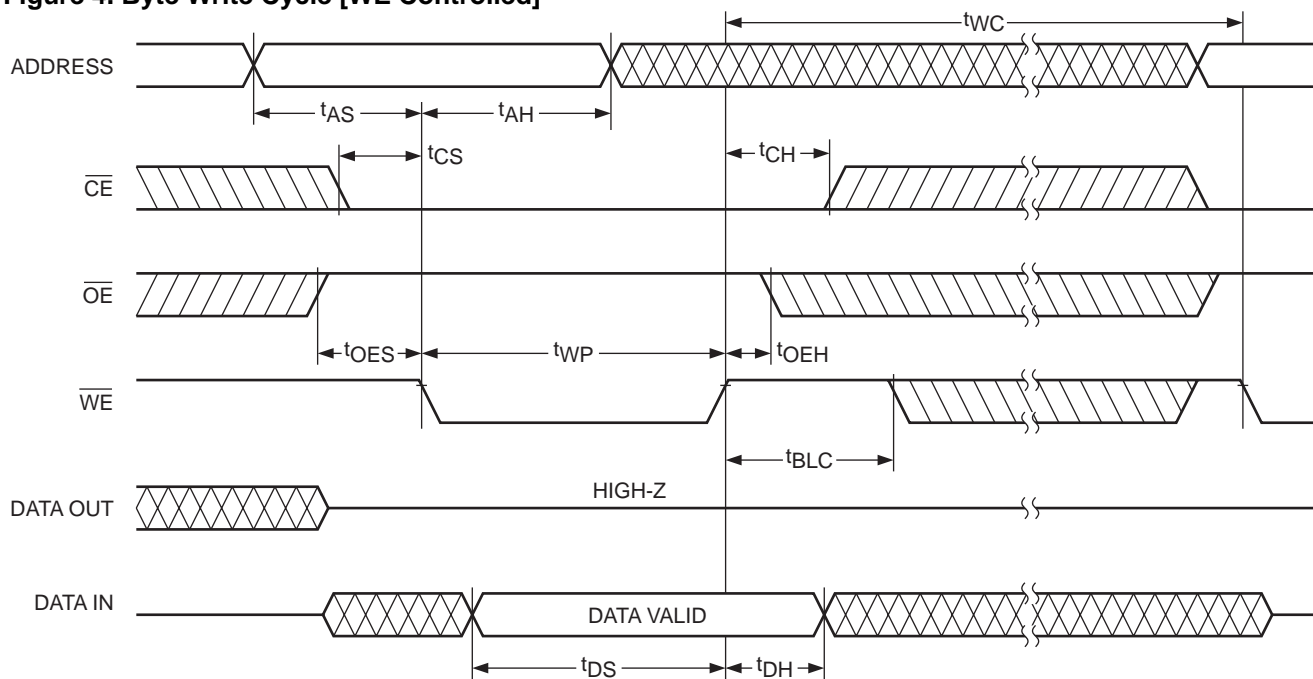 Figure 4. Byte Write Cycle [WE Controlled]
tWC
ADDRESS
tAS
tAH
tCS
tCH
CE
OE
tOES
tWP
tOEH
WE
tBLC
HIGH-Z
DATA OUT
DATA IN
DATA VALID
tDS
tDH